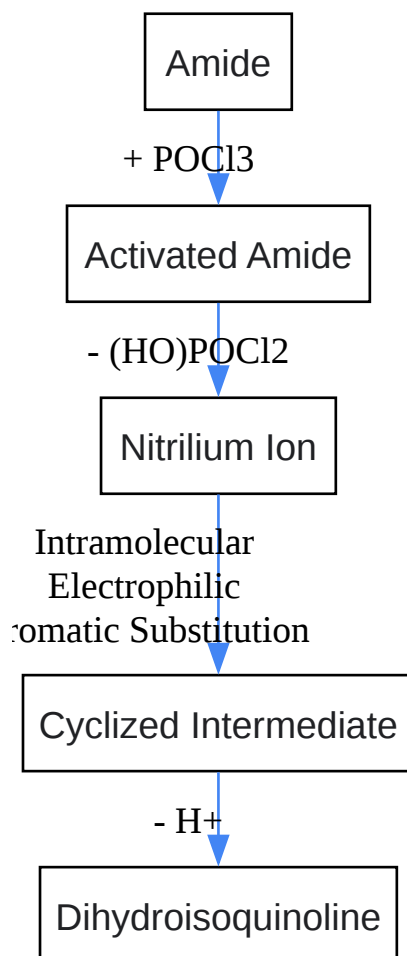 Amide
+ POCl3
Activated Amide
- (HO)POCl2
Nitrilium Ion
Intramolecular
Electrophilic
romatic Substitution
Cyclized Intermediate
- H+
Dihydroisoquinoline